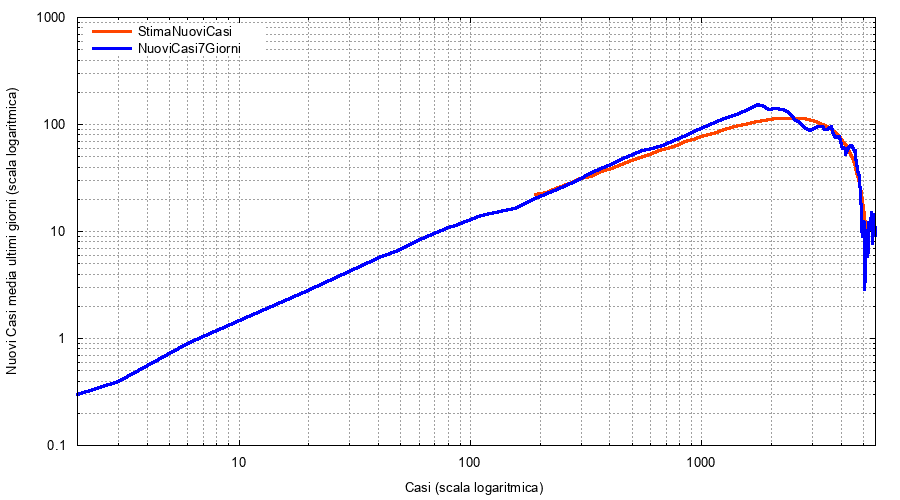 1000
StimaNuoviCasi
NuoviCasi7Giorni
100
10
1
0.1
Nuovi Casi media ultimi giorni (scala logaritmica)
10 100 1000
Casi (scala logaritmica)